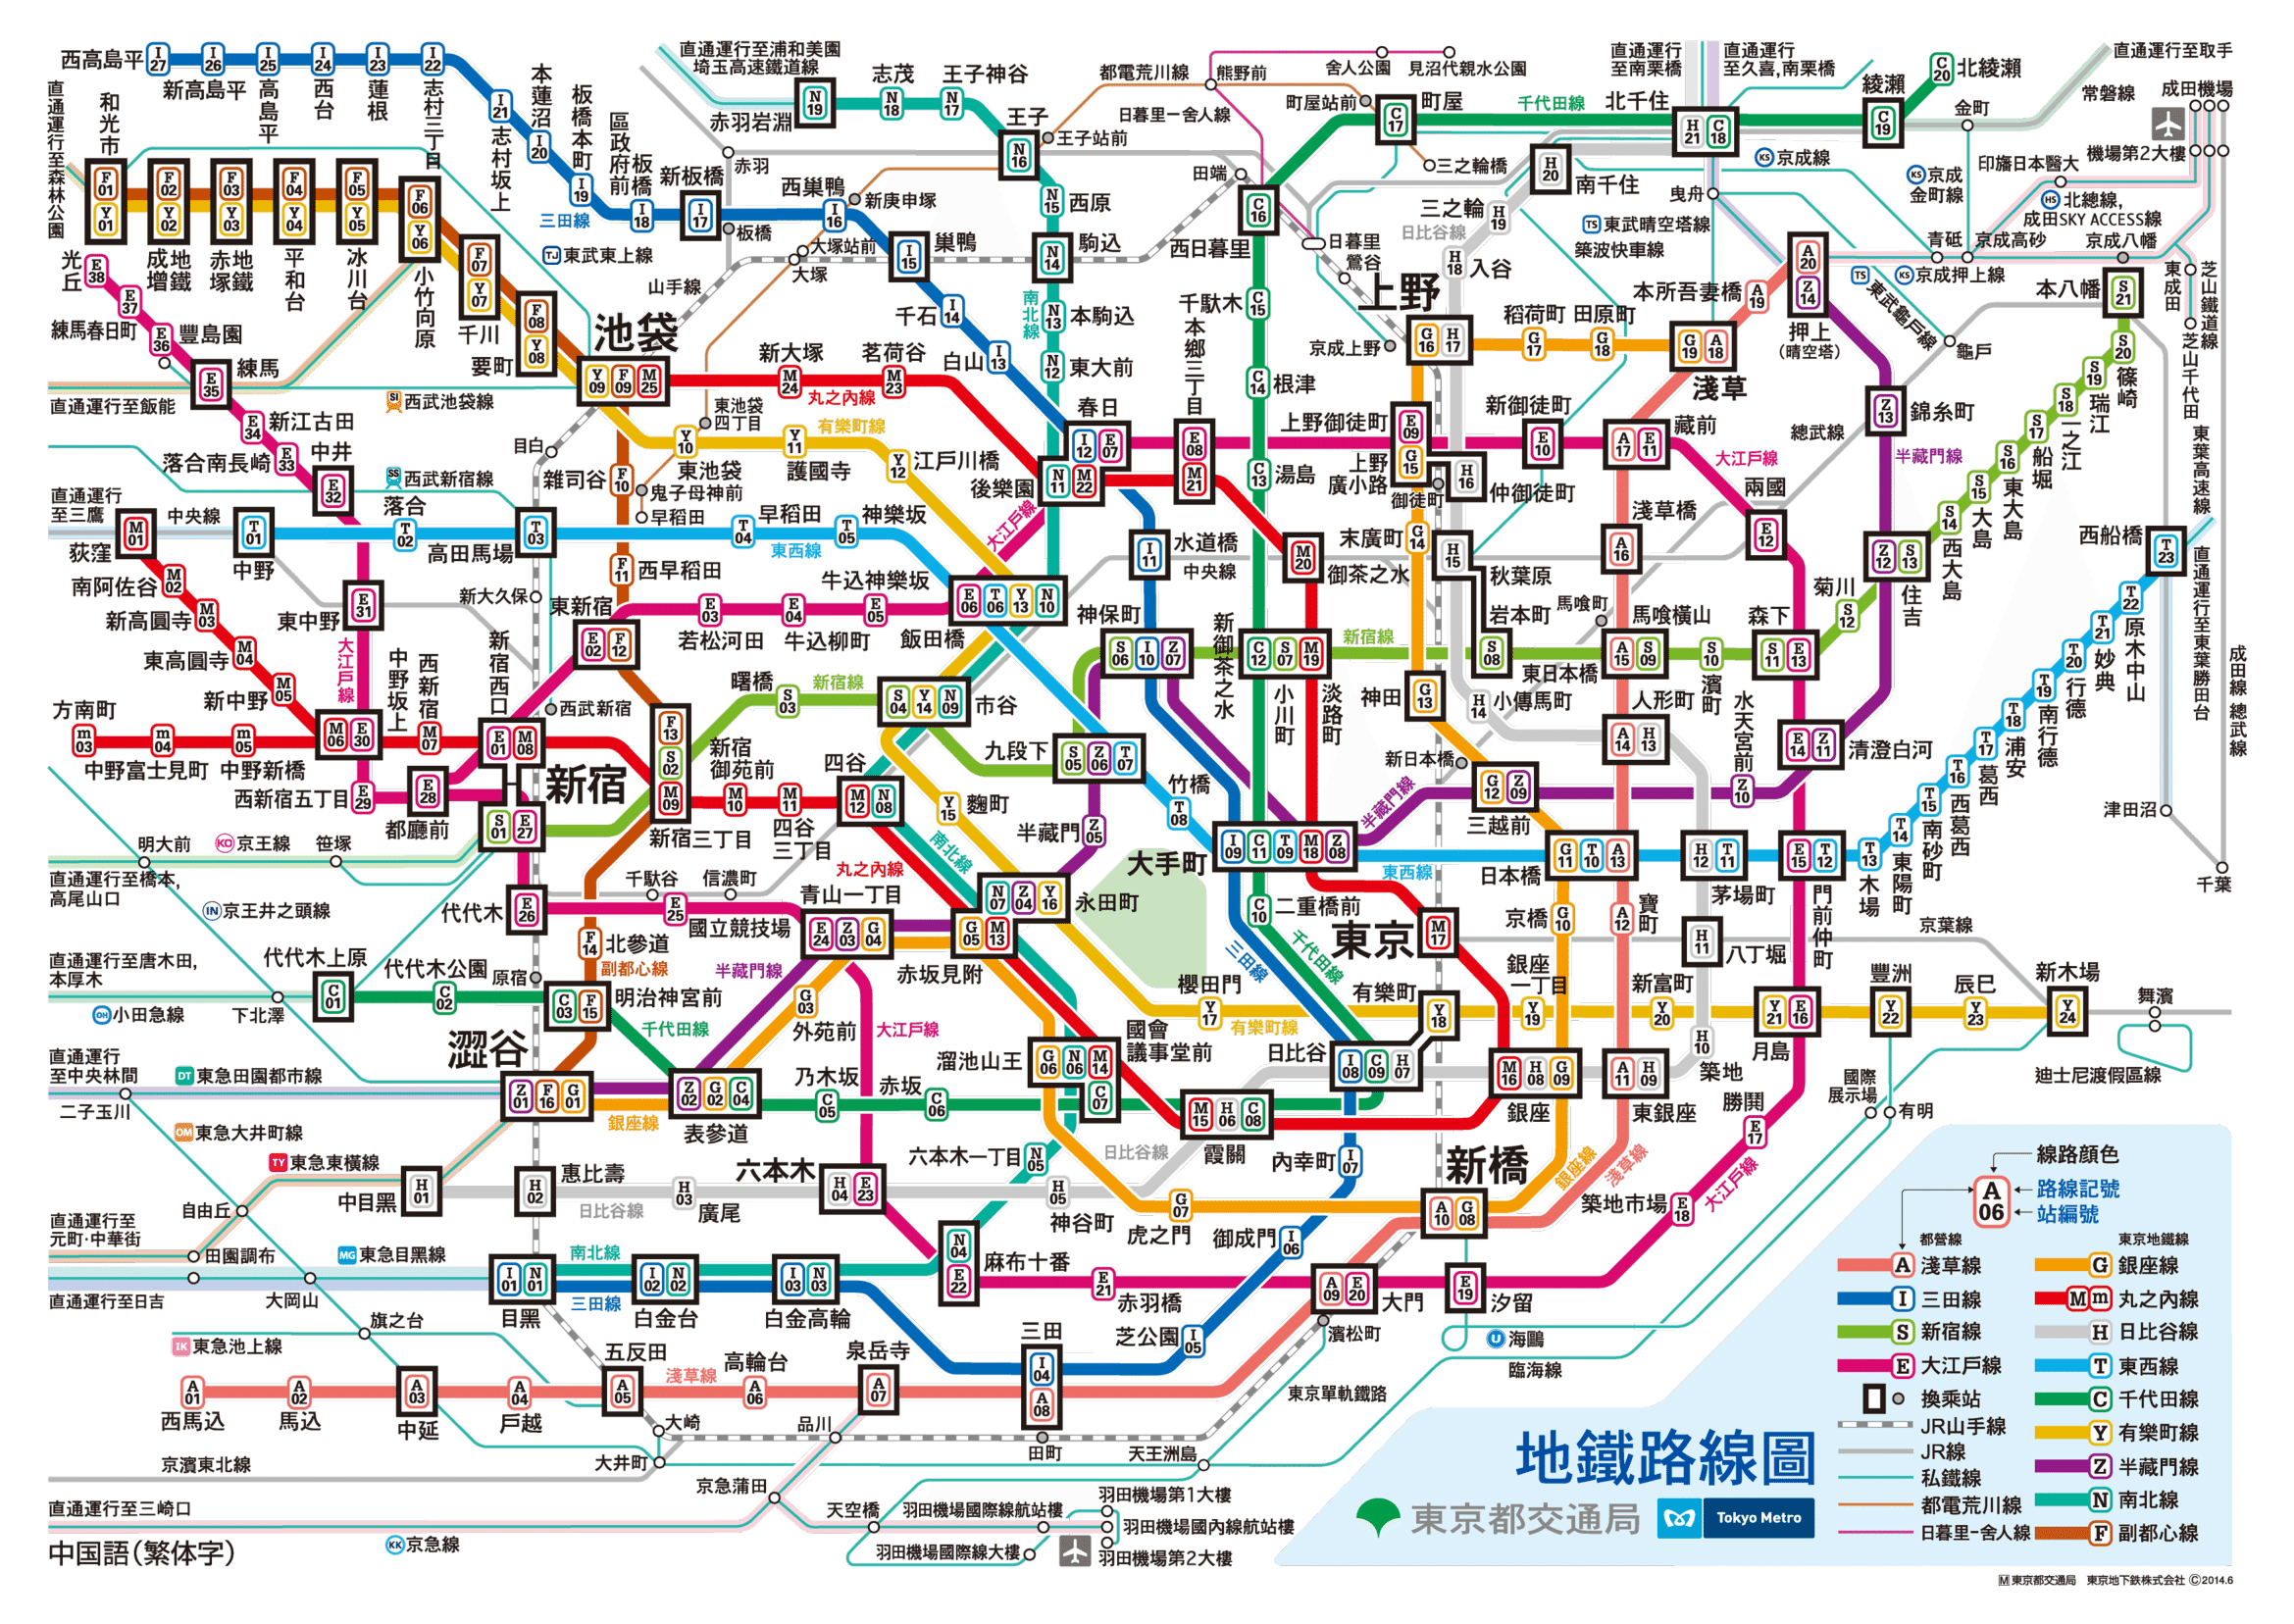 西高島平
I 27
I 26
I 25
I 24
I 23
I 22
新高島平
高島平
西台
蓮根
志村三丁目
I 21
志村坂上
本蓮沼
I 20
板橋本町
I 19
區政府前
板橋
I 18
新板橋
I 17
三田線
西巢鴨
I 16
巢鴨
I 15
千石
I 14
白山
I 13
春日
I 12 E 07
直通運行至浦和美園
埼玉高速鐵道線
赤羽岩淵
N 19
志茂
N 18
王子神谷
N 17
王子
N 16
王子站前
西原
N 15
駒込
N 14
南北線
本駒込
N 13
東大前
N 12
後樂園
N 11 M 22
都電荒川線
熊野前
舍人公園
見沼代親水公園
日暮里－舍人線
町屋站前
町屋
C 17
三之輪橋
千代田線
北千住
H 21 C 18
直通運行
至南栗橋
直通運行
至久喜,南栗橋
綾瀨
C 19
北綾瀨
C 20
直通運行至取手
常磐線
金町
成田機場
機場第2大樓
印旛日本醫大
KS 京成線
KS 京成
金町線
HS 北總線,
成田SKY ACCESS線
曳舟
TS 東武晴空塔線
築波快車線
青砥
京成高砂
京成八幡
KS 京成押上線
TS 東武龜戶線
龜戶
東成田
芝山鐵道線
芝山千代田
東葉高速線
直通運行至森林公園
和光市
F 01 Y 01
F 02 Y 02
F 03 Y 03
F 04 Y 04
F 05 Y 05
F 06 Y 06
地鐵成增
地鐵赤塚
平和台
冰川台
小竹向原
F 07 Y 07
千川
F 08 Y 08
要町
TJ 東武東上線
赤羽
板橋
新庚申塚
大塚站前
大塚
山手線
田端
西日暮里
C 16
日暮里
鶯谷
南千住
H 20
三之輪
H 19
日比谷線
入谷
H 18
上野
G 16 H 17
京成上野
稻荷町
G 17
田原町
G 18
淺草
G 19 A 18
本所吾妻橋
A 19
押上
(晴空塔)
A 20 Z 14
本八幡
S 21
S 20
篠崎
S 19
瑞江
S 18
一之江
S 17
船堀
S 16
東大島
S 15
大島
S 14
西大島
光丘
E 38
E 37
練馬春日町
E 36
豐島園
練馬
E 35
直通運行至飯能
SI 西武池袋線
新江古田
E 34
落合南長崎
E 33
中井
E 32
SS 西武新宿線
池袋
Y 09 F 09 M 25
新大塚
M 24
茗荷谷
M 23
丸之內線
東池袋
四丁目
Y 10
東池袋
Y 11
護國寺
有樂町線
Y 12
江戶川橋
目白
雜司谷
F 10
鬼子母神前
早稻田
千駄木
C 15
根津
C 14
湯島
C 13
本鄉三丁目
E 08 M 21
上野御徒町
E 09
上野
廣小路
G 15
御徒町
仲御徒町
H 16
新御徒町
E 10
藏前
A 17 E 11
大江戶線
總武線
錦糸町
Z 13
半藏門線
兩國
E 12
淺草橋
A 16
末廣町
G 14
秋葉原
H 15
岩本町
S 08
馬喰町
馬喰橫山
東日本橋
A 15 S 09
S 10
濱町
森下
S 11 E 13
菊川
S 12
住吉
Z 12 S 13
西船橋
T 23
T 22
原木中山
T 21
妙典
T 20
行德
T 19
南行德
T 18
浦安
T 17
葛西
T 16
西葛西
T 15
南砂町
T 14
東陽町
T 13
木場
直通運行至東葉勝田台
成田線 總武線
津田沼
千葉
直通運行
至三鷹
中央線
荻窪
M 01
中野
T 01
落合
T 02
高田馬場
T 03
早稻田
T 04
神樂坂
T 05
東西線
大江戶線
南阿佐谷
M 02
新高圓寺
M 03
東高圓寺
M 04
新中野
M 05
東中野
E 31
大江戶線
新大久保
西早稻田
F 11
東新宿
E 02 F 12
若松河田
E 03
牛込柳町
E 04
牛込神樂坂
E 05
飯田橋
E 06 T 06 Y 13 N 10
水道橋
I 11
中央線
御茶之水
M 20
神保町
S 06 I 10 Z 07
新御茶之水
C 12 S 07 M 19
小川町
淡路町
新宿線
神田
G 13
小傳馬町
H 14
人形町
A 14 H 13
水天宮前
Z 10
清澄白河
E 14 Z 11
方南町
m 03
m 04
m 05
中野富士見町
中野新橋
中野坂上
M 06 E 30
西新宿
M 07
新宿西口
E 01 M 08
西武新宿
西新宿五丁目
E 29
都廳前
E 28
新宿
S 01 E 27
新宿
御苑前
M 10
F 13 S 02 M 09
新宿三丁目
四谷
三丁目
M 11
曙橋
S 03
新宿線
市谷
S 04 Y 14 N 09
四谷
M 12 N 08
麴町
Y 15
九段下
S 05 Z 06 T 07
竹橋
T 08
半藏門
Z 05
半藏門線
新日本橋
三越前
G 12 Z 09
大手町
I 09 C 11 T 09 M 18 Z 08
東西線
日本橋
G 11 T 10 A 13
茅場町
H 12 T 11
門前仲町
E 15 T 12
明大前
KO 京王線
笹塚
直通運行至橋本,
高尾山口
IN 京王井之頭線
代代木
E 26
千駄谷
信濃町
E 25
國立競技場
青山一丁目
E 24 Z 03 G 04
丸之內線
南北線
永田町
N 07 Z 04 Y 16
赤坂見附
G 05 M 13
半藏門線
二重橋前
C 10
三田線
千代田線
東京
M 17
京橋
G 10
寶町
A 12
八丁堀
H 11
京葉線
直通運行至唐木田,
本厚木
代代木上原
C 01
代代木公園
C 02
原宿
北參道
F 14
副都心線
明治神宮前
C 03 F 15
千代田線
OH 小田急線
下北澤
外苑前
G 03
大江戶線
櫻田門
Y 17
有樂町線
有樂町
Y 18
銀座
一丁目
Y 19
新富町
Y 20
月島
Y 21 E 16
豐洲
Y 22
辰巳
Y 23
新木場
Y 24
舞濱
迪士尼渡假區線
國際
展示場
有明
澀谷
Z 01 F 16 G 01
直通運行
至中央林間
DT 東急田園都市線
二子玉川
銀座線
表參道
Z 02 G 02 C 04
乃木坂
C 05
赤坂
C 06
溜池山王
G 06 N 06 M 14
C 07
國會
議事堂前
日比谷
I 08 C 09 H 07
銀座
M 16 H 08 G 09
東銀座
A 11 H 09
築地
H 10
霞關
M 15 H 06 C 08
勝鬨
E 17
築地市場
E 18
大江戶線
OM 東急大井町線
TY 東急東橫線
中目黑
H 01
惠比壽
H 02
日比谷線
廣尾
H 03
六本木
H 04 E 23
六本木一丁目
N 05
日比谷線
神谷町
H 05
虎之門
G 07
內幸町
I 07
新橋
A 10 G 08
銀座線
淺草線
御成門
I 06
自由丘
直通運行至
元町·中華街
田園調布
MG 東急目黑線
直通運行至日吉
大岡山
目黑
I 01 N 01
南北線
三田線
白金台
I 02 N 02
白金高輪
I 03 N 03
麻布十番
N 04 E 22
赤羽橋
E 21
大門
A 09 E 20
汐留
E 19
濱松町
芝公園
I 05
U 海鷗
臨海線
東京單軌鐵路
旗之台
IK 東急池上線
西馬込
A 01
馬込
A 02
中延
A 03
戶越
A 04
五反田
A 05
淺草線
高輪台
A 06
泉岳寺
A 07
三田
I 04 A 08
大崎
品川
田町
天王洲島
大井町
京濱東北線
京急蒲田
直通運行至三崎口
KK 京急線
天空橋
羽田機場國際線航站樓
羽田機場第1大樓
羽田機場國內線航站樓
羽田機場第2大樓
羽田機場國際線大樓
中国語(繁体字)
線路顏色
A 06
路線記號
站編號
都營線
A 淺草線
I 三田線
S 新宿線
E 大江戶線
換乘站
JR山手線
JR線
私鐵線
都電荒川線
日暮里－舍人線
東京地鐵線
G 銀座線
M m 丸之內線
H 日比谷線
T 東西線
C 千代田線
Y 有樂町線
Z 半藏門線
N 南北線
F 副都心線
地鐵路線圖
東京都交通局
Tokyo Metro
M 東京都交通局 東京地下鉄株式会社 Ⓒ2014.6